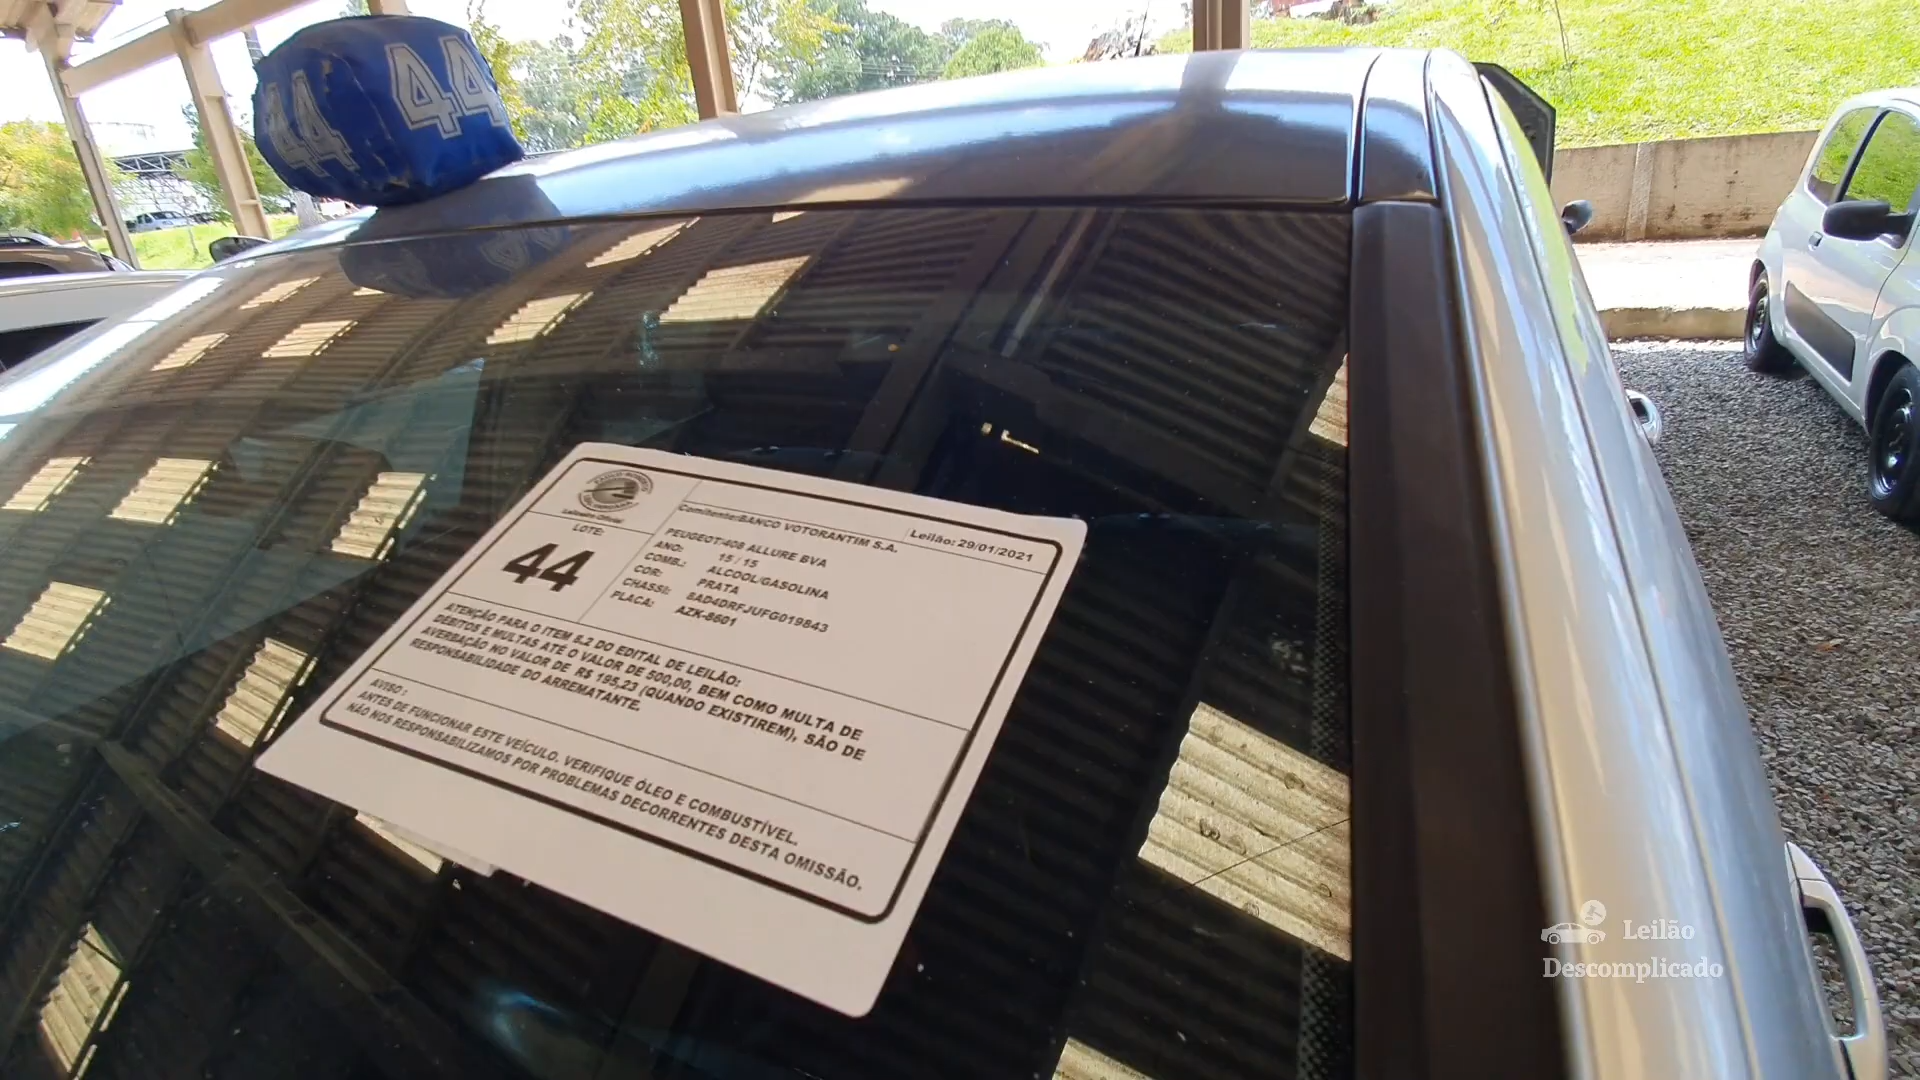 44 44
Leiloeiro Oficial
LOTE:
44
Comitente:BANCO VOTORANTIM S.A.
Leilão: 29/01/2021
PEUGEOT-408 ALLURE BVA
ANO: 15 / 15
COMB.: ALCOOL/GASOLINA
COR: PRATA
CHASSI: 8AD4DRFJUFG019843
PLACA: AZK-8601
ATENÇÃO PARA O ITEM 8.2 DO EDITAL DE LEILÃO:
DÉBITOS E MULTAS ATÉ O VALOR DE 500,00, BEM COMO MULTA DE
AVERBAÇÃO NO VALOR DE R$ 195,23 (QUANDO EXISTIREM), SÃO DE
RESPONSABILIDADE DO ARREMATANTE.
AVISO:
ANTES DE FUNCIONAR ESTE VEÍCULO, VERIFIQUE ÓLEO E COMBUSTÍVEL.
NÃO NOS RESPONSABILIZAMOS POR PROBLEMAS DECORRENTES DESTA OMISSÃO.
Leilão
Descomplicado